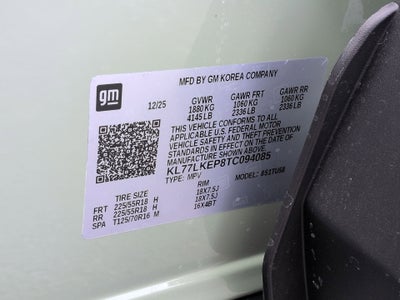 gm
MFD BY GM KOREA COMPANY
12/25 GVWR GAWR FRT GAWR RR
1880 KG 1060 KG 1060 KG
4145 LB 2336 LB 2336 LB
THIS VEHICLE CONFORMS TO ALL
APPLICABLE U.S. FEDERAL MOTOR
VEHICLE SAFETY AND THEFT PREVENTION
STANDARDS IN EFFECT ON THE DATE OF
MANUFACTURE SHOWN ABOVE.
KL77LKEP8TC094085
TYPE: MPV MODEL:
TIRE SIZE RIM
FRT 225/55R18 H 18X7.5J
RR 225/55R18 H 18X7.5J
SPA T125/70R16 M 16X4BT